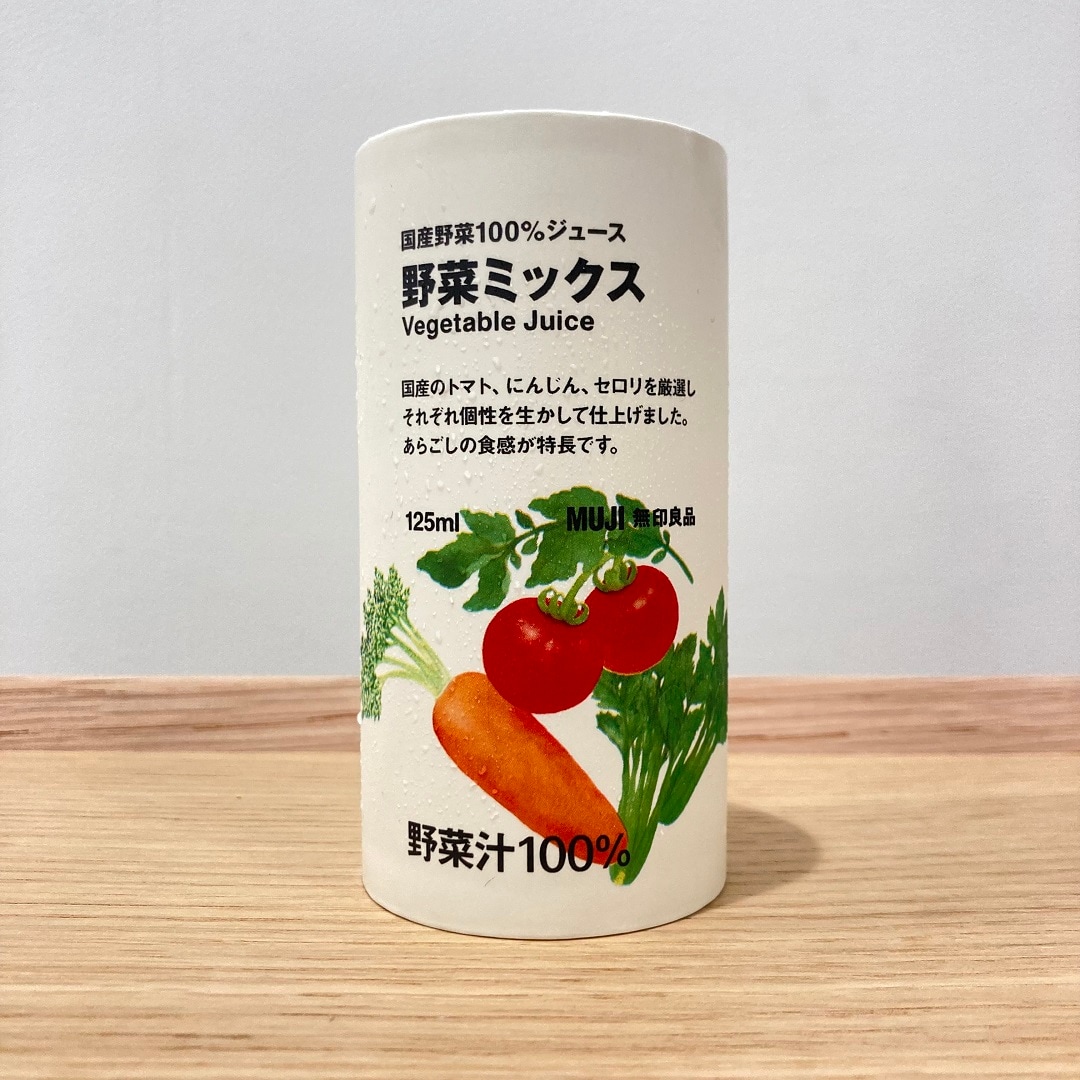 国産野菜100%ジュース
野菜ミックス
Vegetable Juice
国産のトマト、にんじん、セロリを厳選し
それぞれ個性を生かして仕上げました。
あらごしの食感が特長です。
125ml MUJI 無印良品
野菜汁100%